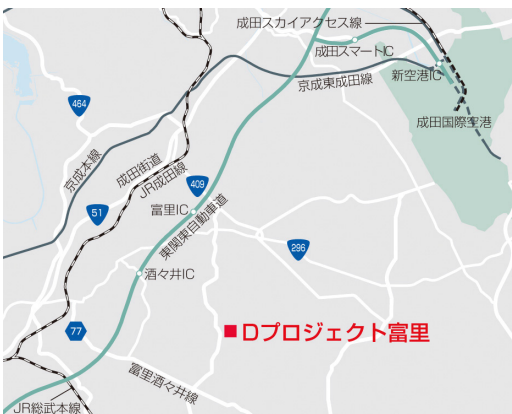 成田スカイアクセス線
成田スマートIC
新空港IC
京成東成田線
成田国際空港
464
京成本線
成田街道
JR成田線
409
51
富里IC
東関東自動車道
296
酒々井IC
77
Dプロジェクト富里
富里酒々井線
JR総武本線